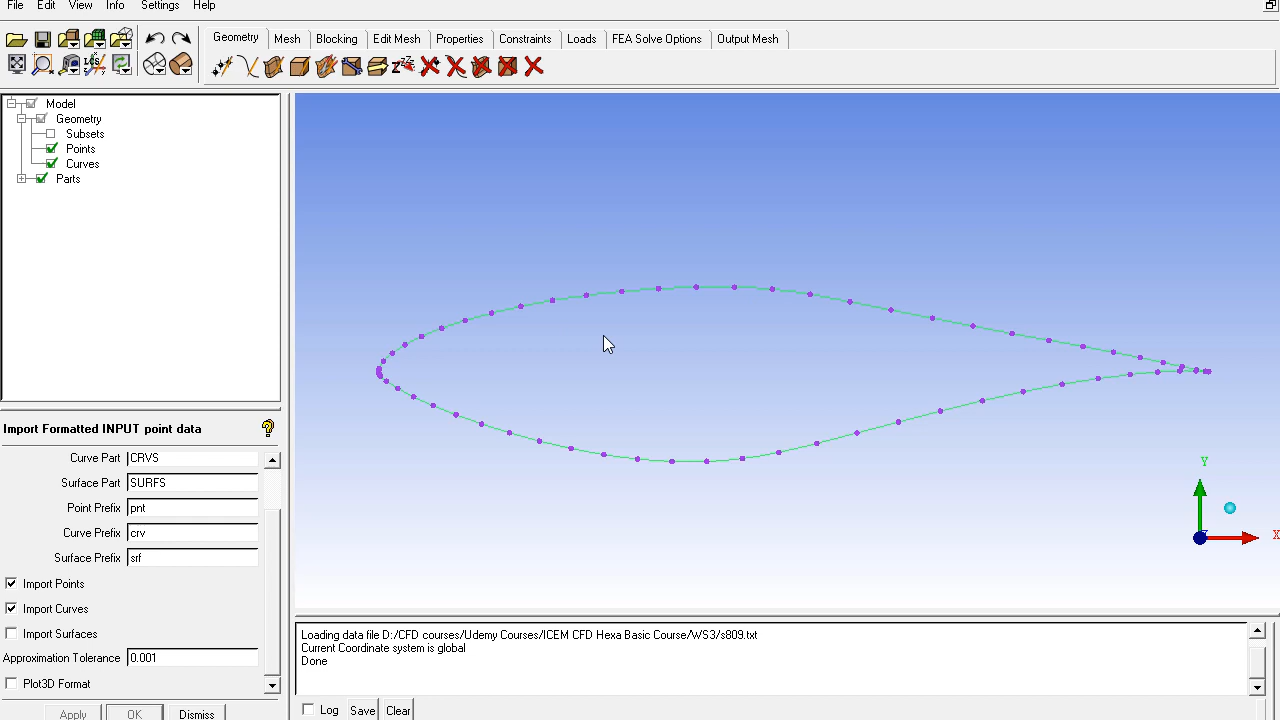 File Edit View Info Settings Help
Geometry Mesh Blocking Edit Mesh Properties Constraints Loads FEA Solve Options Output Mesh
LCS
Model
Geometry
Subsets
Points
Curves
Parts
Import Formatted INPUT point data
Curve Part CRVS
Surface Part SURFS
Point Prefix pnt
Curve Prefix crv
Surface Prefix srf
Import Points
Import Curves
Import Surfaces
Approximation Tolerance 0.001
Plot3D Format
Apply OK Dismiss
Y
X
Loading data file D:/CFD courses/Udemy Courses/ICEM CFD Hexa Basic Course/WS3/s809.txt
Current Coordinate system is global
Done
Log Save Clear